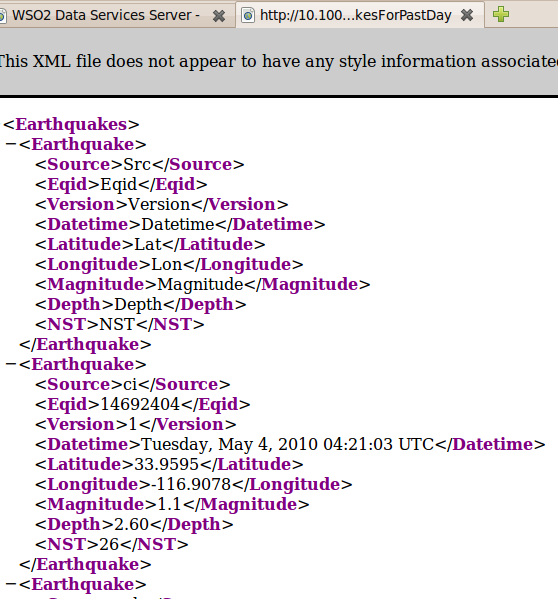 WSO2 Data Services Server -
http://10.100...kesForPastDay
This XML file does not appear to have any style information associated
<Earthquakes>
−<Earthquake>
<Source>Src</Source>
<Eqid>Eqid</Eqid>
<Version>Version</Version>
<Datetime>Datetime</Datetime>
<Latitude>Lat</Latitude>
<Longitude>Lon</Longitude>
<Magnitude>Magnitude</Magnitude>
<Depth>Depth</Depth>
<NST>NST</NST>
</Earthquake>
−<Earthquake>
<Source>ci</Source>
<Eqid>14692404</Eqid>
<Version>1</Version>
<Datetime>Tuesday, May 4, 2010 04:21:03 UTC</Datetime>
<Latitude>33.9595</Latitude>
<Longitude>-116.9078</Longitude>
<Magnitude>1.1</Magnitude>
<Depth>2.60</Depth>
<NST>26</NST>
</Earthquake>
−<Earthquake>